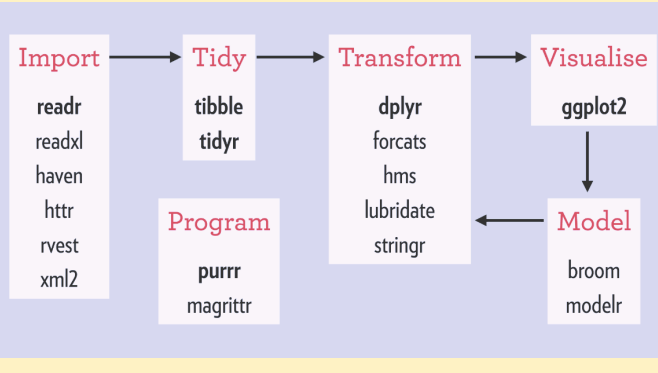 Import
readr
readxl
haven
httr
rvest
xml2
Tidy
tibble
tidyr
Transform
dplyr
forcats
hms
lubridate
stringr
Visualise
ggplot2
Program
purrr
magrittr
Model
broom
modelr